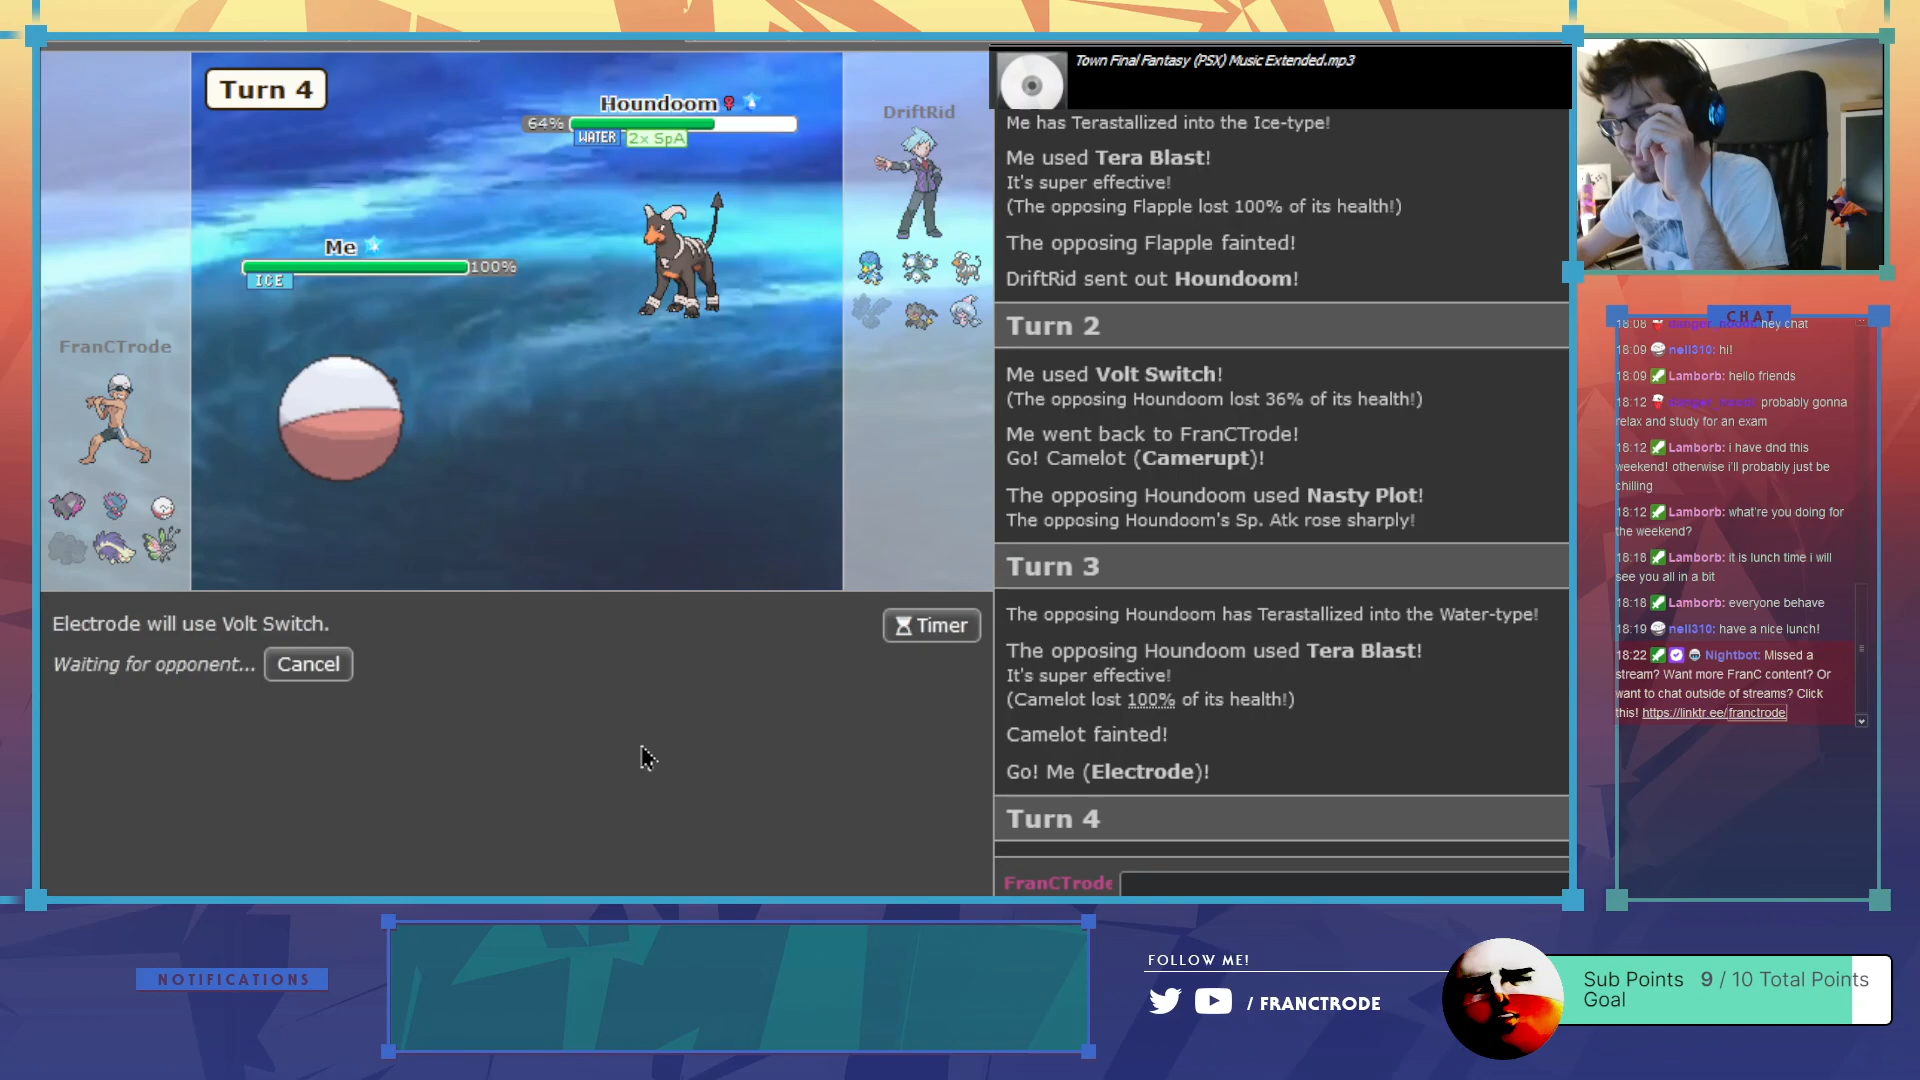 Turn 4
Houndoom
64%
WATER 2x SpA
Me
100%
ICE
DriftRid
FranCTrode
Electrode will use Volt Switch.
Waiting for opponent... Cancel
Timer
Town Final Fantasy (PSX) Music Extended.mp3
Me has Terastallized into the Ice-type!
Me used Tera Blast!
It's super effective!
(The opposing Flapple lost 100% of its health!)
The opposing Flapple fainted!
DriftRid sent out Houndoom!
Turn 2
Me used Volt Switch!
(The opposing Houndoom lost 36% of its health!)
Me went back to FranCTrode!
Go! Camelot (Camerupt)!
The opposing Houndoom used Nasty Plot!
The opposing Houndoom's Sp. Atk rose sharply!
Turn 3
The opposing Houndoom has Terastallized into the Water-type!
The opposing Houndoom used Tera Blast!
It's super effective!
(Camelot lost 100% of its health!)
Camelot fainted!
Go! Me (Electrode)!
Turn 4
FranCTrode
CHAT
18:08 hey chat
18:09 nell310: hi!
18:09 Lamborb: hello friends
18:12 probably gonna
relax and study for an exam
18:12 Lamborb: i have dnd this
weekend! otherwise i'll probably just be
chilling
18:12 Lamborb: what're you doing for
the weekend?
18:18 Lamborb: it is lunch time i will
see you all in a bit
18:18 Lamborb: everyone behave
18:19 nell310: have a nice lunch!
18:22 Nightbot: Missed a
stream? Want more FranC content? Or
want to chat outside of streams? Click
this! https://linktr.ee/franctrode
NOTIFICATIONS
FOLLOW ME!
/ FRANCTRODE
Sub Points 9 / 10 Total Points
Goal